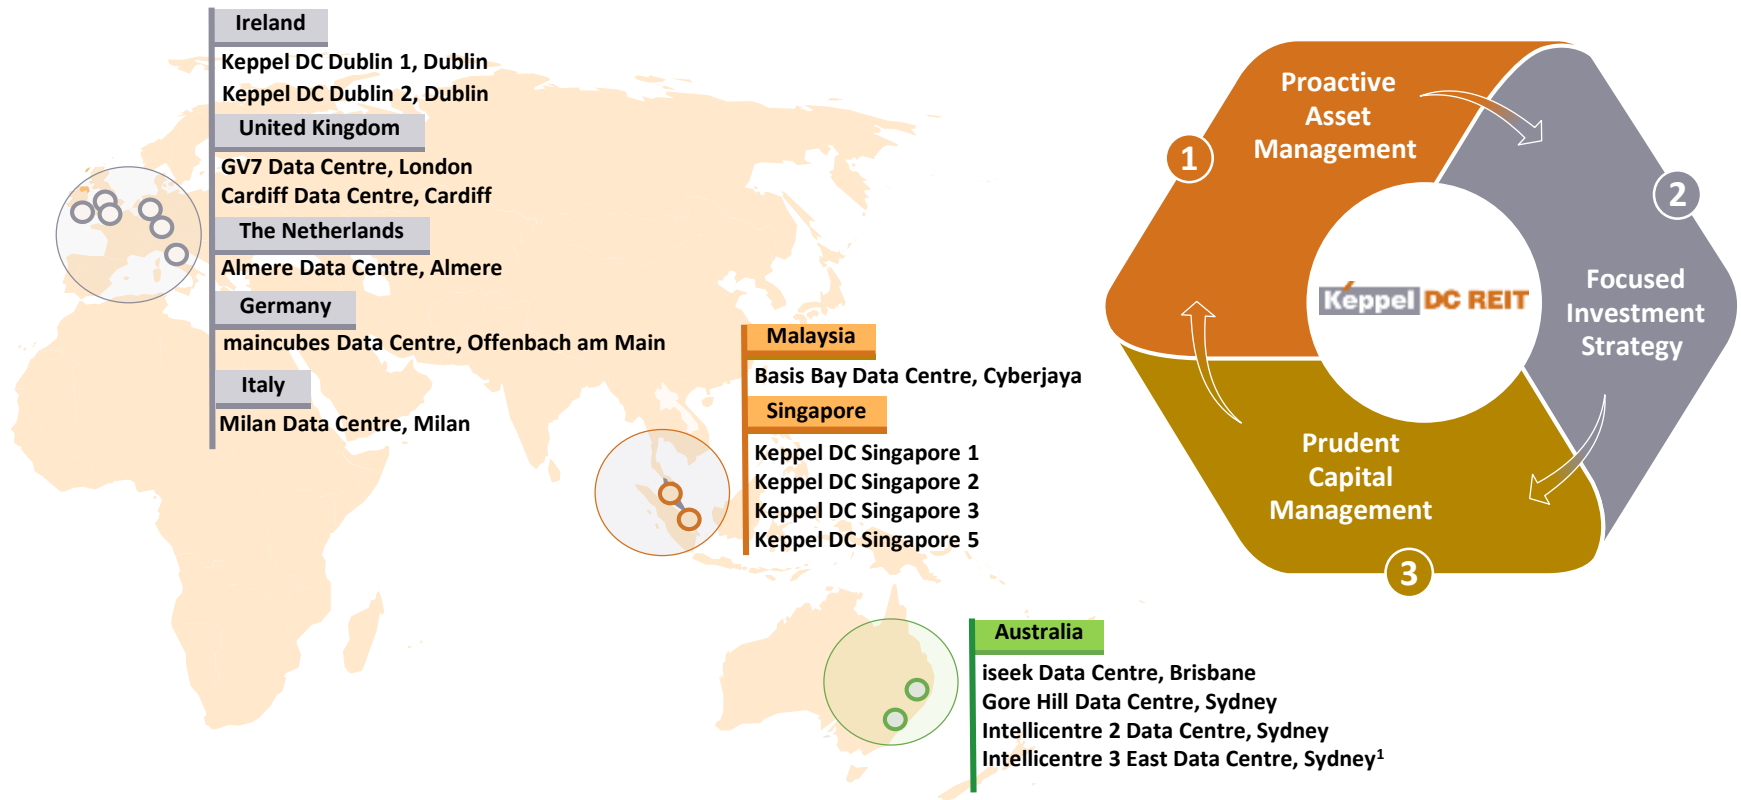 Ireland
Keppel DC Dublin 1, Dublin
Keppel DC Dublin 2, Dublin
United Kingdom
GV7 Data Centre, London
Cardiff Data Centre, Cardiff
The Netherlands
Almere Data Centre, Almere
Germany
maincubes Data Centre, Offenbach am Main
Italy
Milan Data Centre, Milan
Malaysia
Basis Bay Data Centre, Cyberjaya
Singapore
Keppel DC Singapore 1
Keppel DC Singapore 2
Keppel DC Singapore 3
Keppel DC Singapore 5
Australia
iseek Data Centre, Brisbane
Gore Hill Data Centre, Sydney
Intellicentre 2 Data Centre, Sydney
Intellicentre 3 East Data Centre, Sydney¹
1
Proactive
Asset
Management
2
Focused
Investment
Strategy
3
Prudent
Capital
Management
Keppel DC REIT